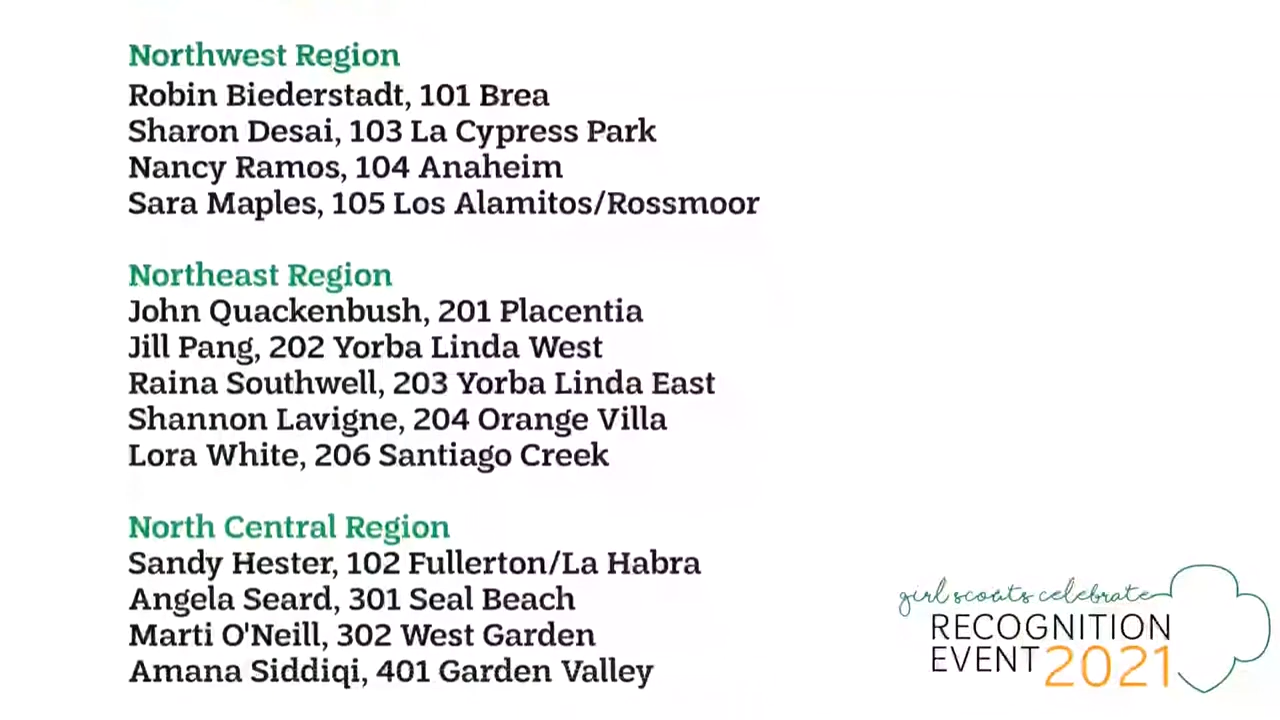 Northwest Region
Robin Biederstadt, 101 Brea
Sharon Desai, 103 La Cypress Park
Nancy Ramos, 104 Anaheim
Sara Maples, 105 Los Alamitos/Rossmoor
Northeast Region
John Quackenbush, 201 Placentia
Jill Pang, 202 Yorba Linda West
Raina Southwell, 203 Yorba Linda East
Shannon Lavigne, 204 Orange Villa
Lora White, 206 Santiago Creek
North Central Region
Sandy Hester, 102 Fullerton/La Habra
Angela Seard, 301 Seal Beach
Marti O'Neill, 302 West Garden
Amana Siddiqi, 401 Garden Valley
girl scouts celebrate
RECOGNITION
EVENT 2021